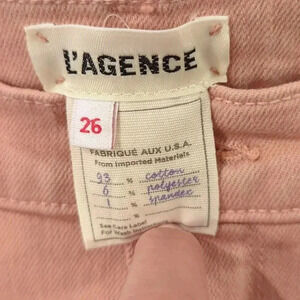 L'AGENCE
26
FABRIQUÉ AUX U.S.A.
From Imported Materials
93 % cotton
6 % polyester
1 % spandex
See Care Label
For Wash Instructions